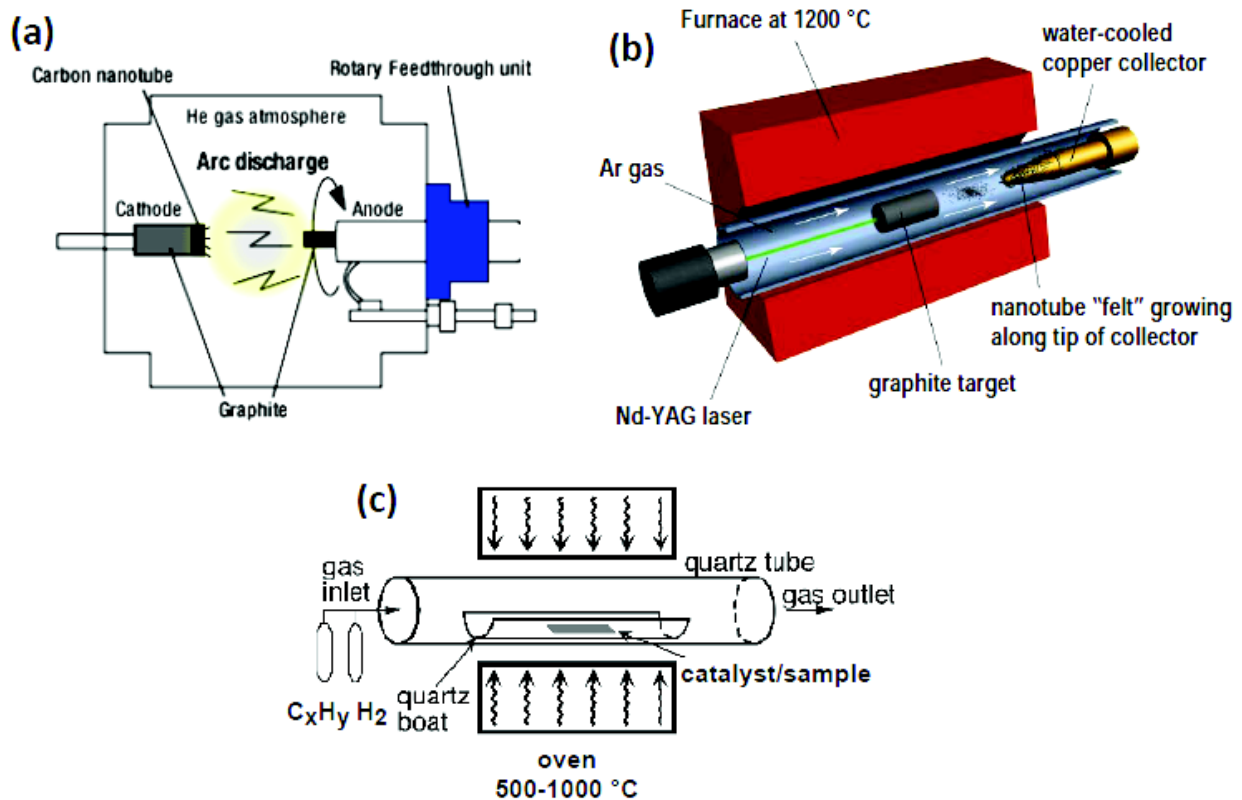 (a)
Carbon nanotube
Rotary Feedthrough unit
He gas atmosphere
Arc discharge
Cathode
Anode
Graphite
(b)
Furnace at 1200 °C
water-cooled
copper collector
Ar gas
nanotube “felt” growing
along tip of collector
graphite target
Nd-YAG laser
(c)
gas
inlet
quartz tube
gas outlet
catalyst/sample
quartz
boat
CxHy H2
oven
500-1000 °C